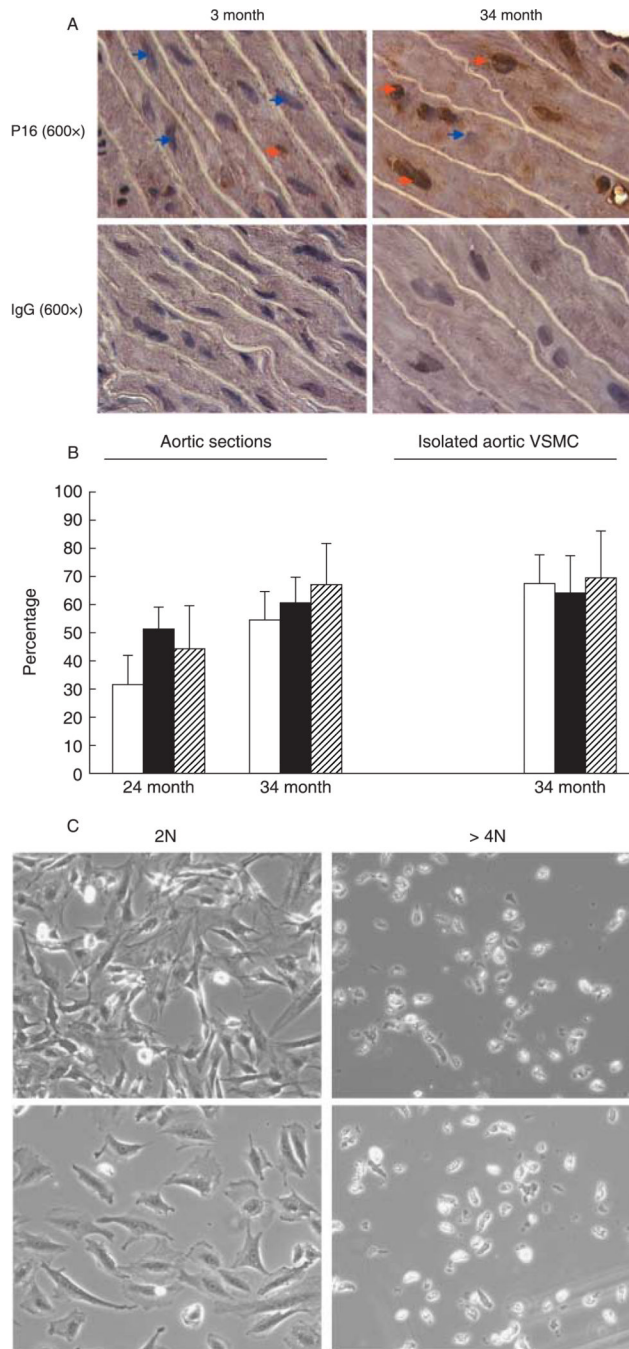 A
3 month
34 month
P16 (600×)
IgG (600×)
B
Aortic sections
Isolated aortic VSMC
Percentage
100
90
80
70
60
50
40
30
20
10
0
24 month
34 month
34 month
C
2N
> 4N